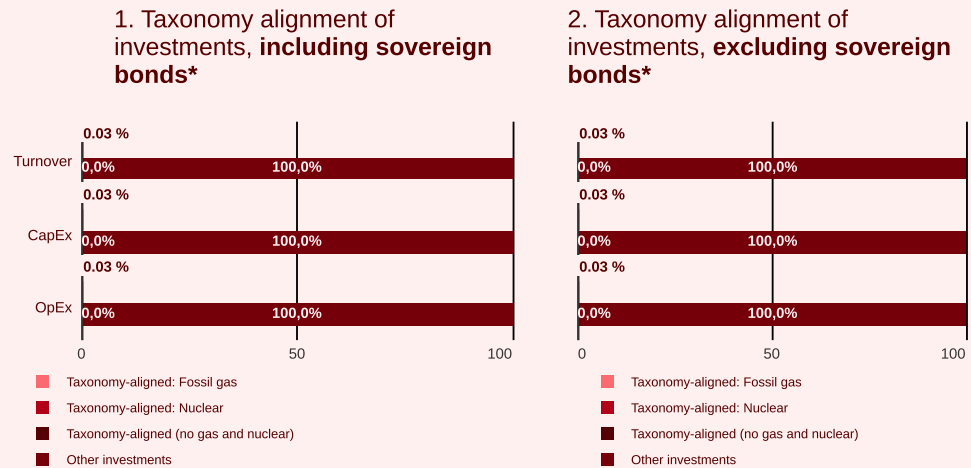 1. Taxonomy alignment of
investments, including sovereign
bonds*
0.03 %
Turnover
0,0%
100,0%
0.03 %
CapEx
0,0%
100,0%
0.03 %
OpEx
0,0%
100,0%
0
50
100
Taxonomy-aligned: Fossil gas
Taxonomy-aligned: Nuclear
Taxonomy-aligned (no gas and nuclear)
Other investments
2. Taxonomy alignment of
investments, excluding sovereign
bonds*
0.03 %
0,0%
100,0%
0.03 %
0,0%
100,0%
0.03 %
0,0%
100,0%
0
50
100
Taxonomy-aligned: Fossil gas
Taxonomy-aligned: Nuclear
Taxonomy-aligned (no gas and nuclear)
Other investments